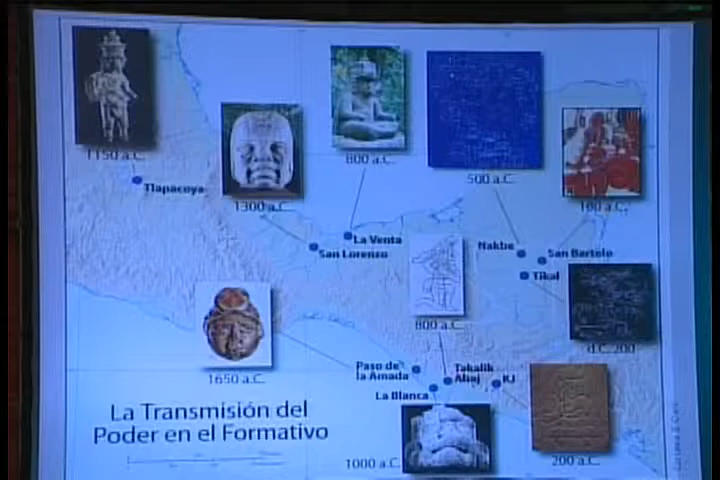 1150 a.C.
Tlapacoya
1300 a.C.
800 a.C.
500 a.C.
100 a.C.
La Venta
San Lorenzo
Nakbe
San Bartolo
Tikal
800 a.C.
d.C. 200
1650 a.C.
Paso de
la Amada
Takalik
Abaj
KJ
La Blanca
La Transmisión del
Poder en el Formativo
1000 a.C.
200 a.C.